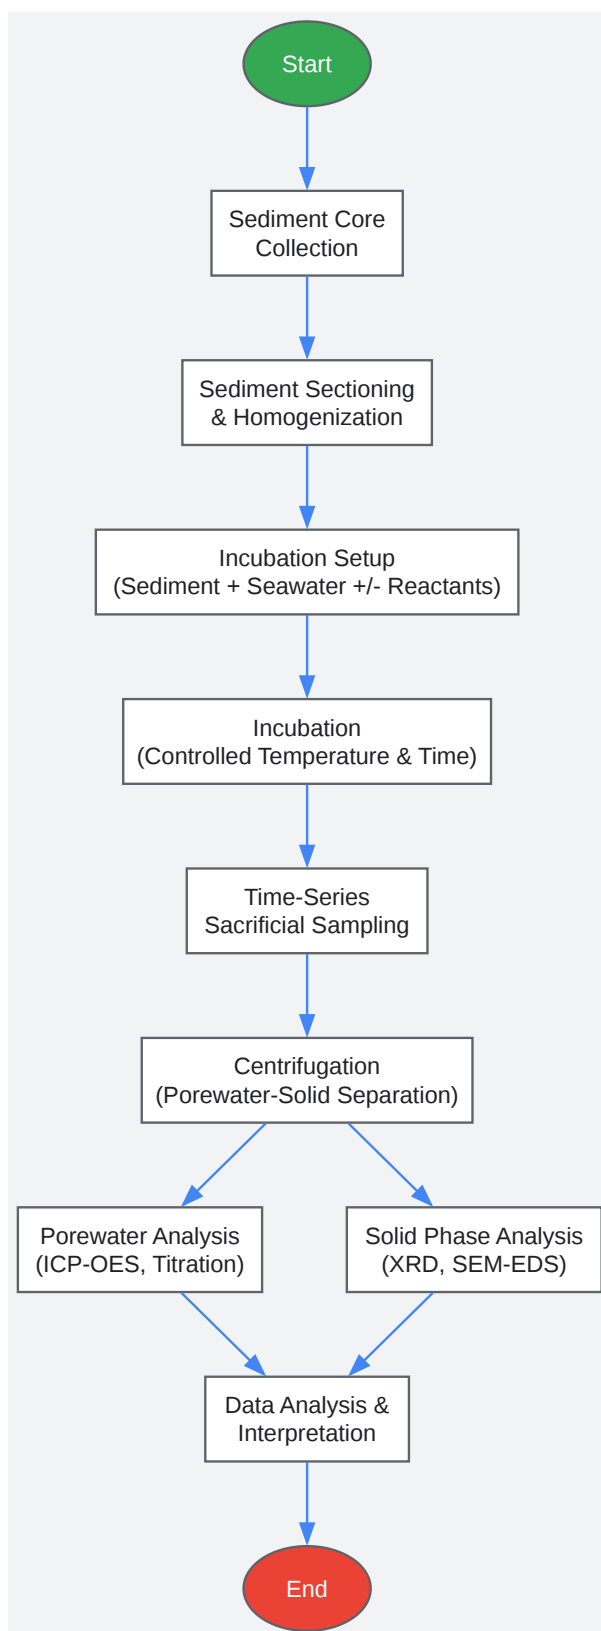 Start
Sediment Core
Collection
Sediment Sectioning
& Homogenization
Incubation Setup
(Sediment + Seawater +/- Reactants)
Incubation
(Controlled Temperature & Time)
Time-Series
Sacrificial Sampling
Centrifugation
(Porewater-Solid Separation)
Porewater Analysis
(ICP-OES, Titration)
Solid Phase Analysis
(XRD, SEM-EDS)
Data Analysis &
Interpretation
End